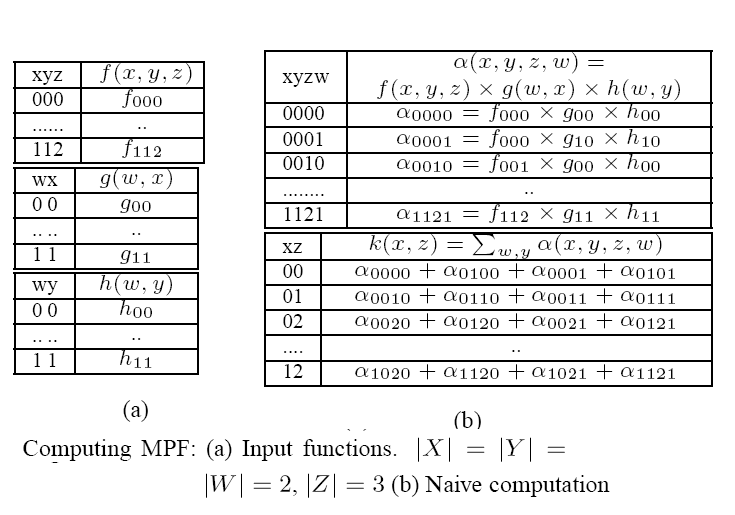 xyz f(x, y, z)
000 f₀₀₀
...... ..
112 f₁₁₂
wx g(w, x)
0 0 g₀₀
.. .. ..
1 1 g₁₁
wy h(w, y)
0 0 h₀₀
.. .. ..
1 1 h₁₁
(a)
xyzw α(x, y, z, w) =
f(x, y, z) × g(w, x) × h(w, y)
0000 α₀₀₀₀ = f₀₀₀ × g₀₀ × h₀₀
0001 α₀₀₀₁ = f₀₀₀ × g₁₀ × h₁₀
0010 α₀₀₁₀ = f₀₀₁ × g₀₀ × h₀₀
........ ..
1121 α₁₁₂₁ = f₁₁₂ × g₁₁ × h₁₁
xz k(x, z) = ∑w,y α(x, y, z, w)
00 α₀₀₀₀ + α₀₁₀₀ + α₀₀₀₁ + α₀₁₀₁
01 α₀₀₁₀ + α₀₁₁₀ + α₀₀₁₁ + α₀₁₁₁
02 α₀₀₂₀ + α₀₁₂₀ + α₀₀₂₁ + α₀₁₂₁
.... ..
12 α₁₀₂₀ + α₁₁₂₀ + α₁₀₂₁ + α₁₁₂₁
(b)
Computing MPF: (a) Input functions. |X| = |Y| =
|W| = 2, |Z| = 3 (b) Naive computation